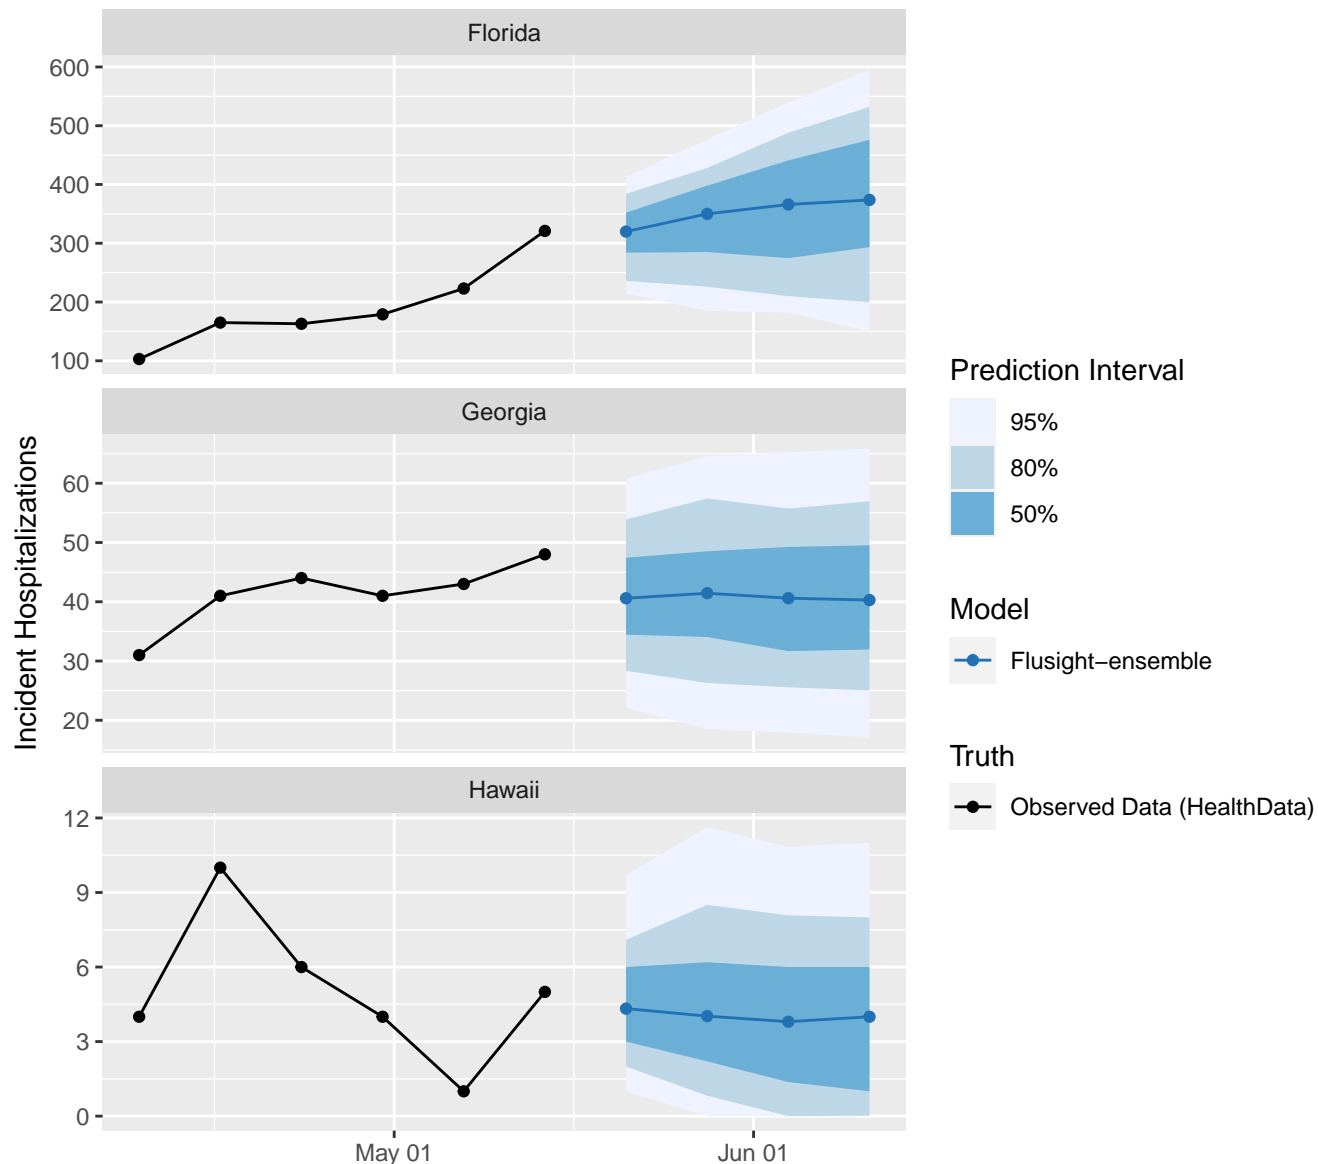 Florida
600
500
400
300
200
100
Georgia
60
50
40
30
20
Hawaii
12
9
6
3
0
May 01
Jun 01
Incident Hospitalizations
Prediction Interval
95%
80%
50%
Model
Flusight−ensemble
Truth
Observed Data (HealthData)